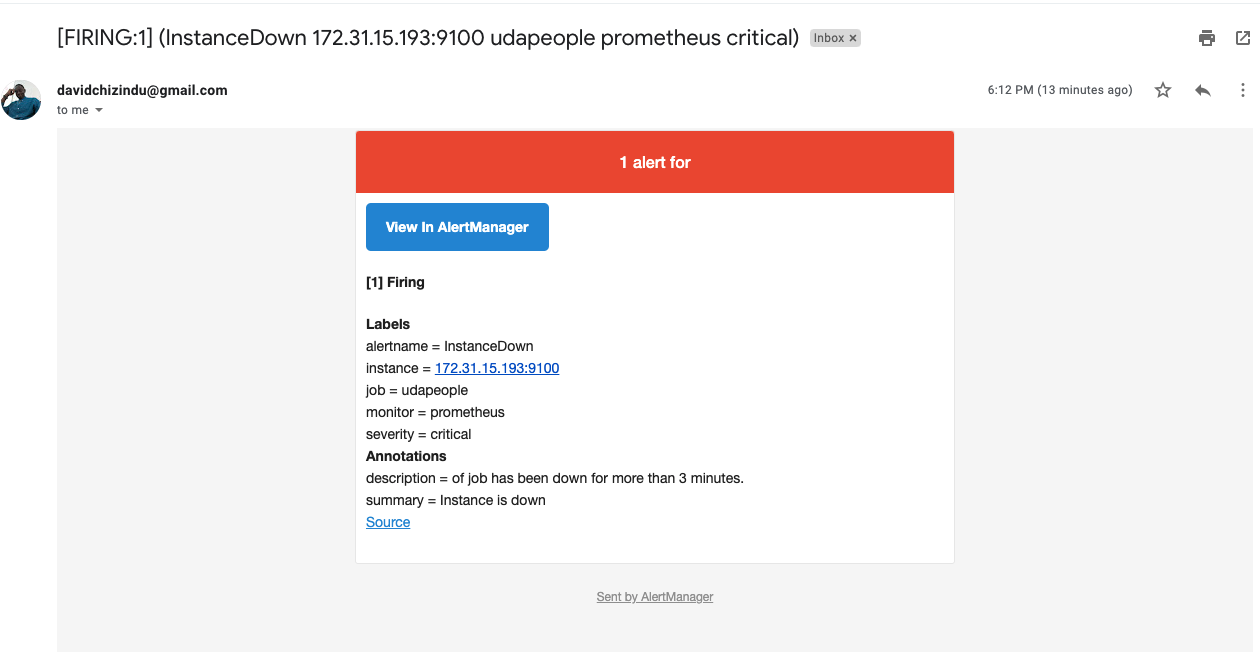 [FIRING:1] (InstanceDown 172.31.15.193:9100 udapeople prometheus critical) Inbox ×
davidchizindu@gmail.com 6:12 PM (13 minutes ago)
to me
1 alert for
View In AlertManager
[1] Firing
Labels
alertname = InstanceDown
instance = 172.31.15.193:9100
job = udapeople
monitor = prometheus
severity = critical
Annotations
description = of job has been down for more than 3 minutes.
summary = Instance is down
Source
Sent by AlertManager